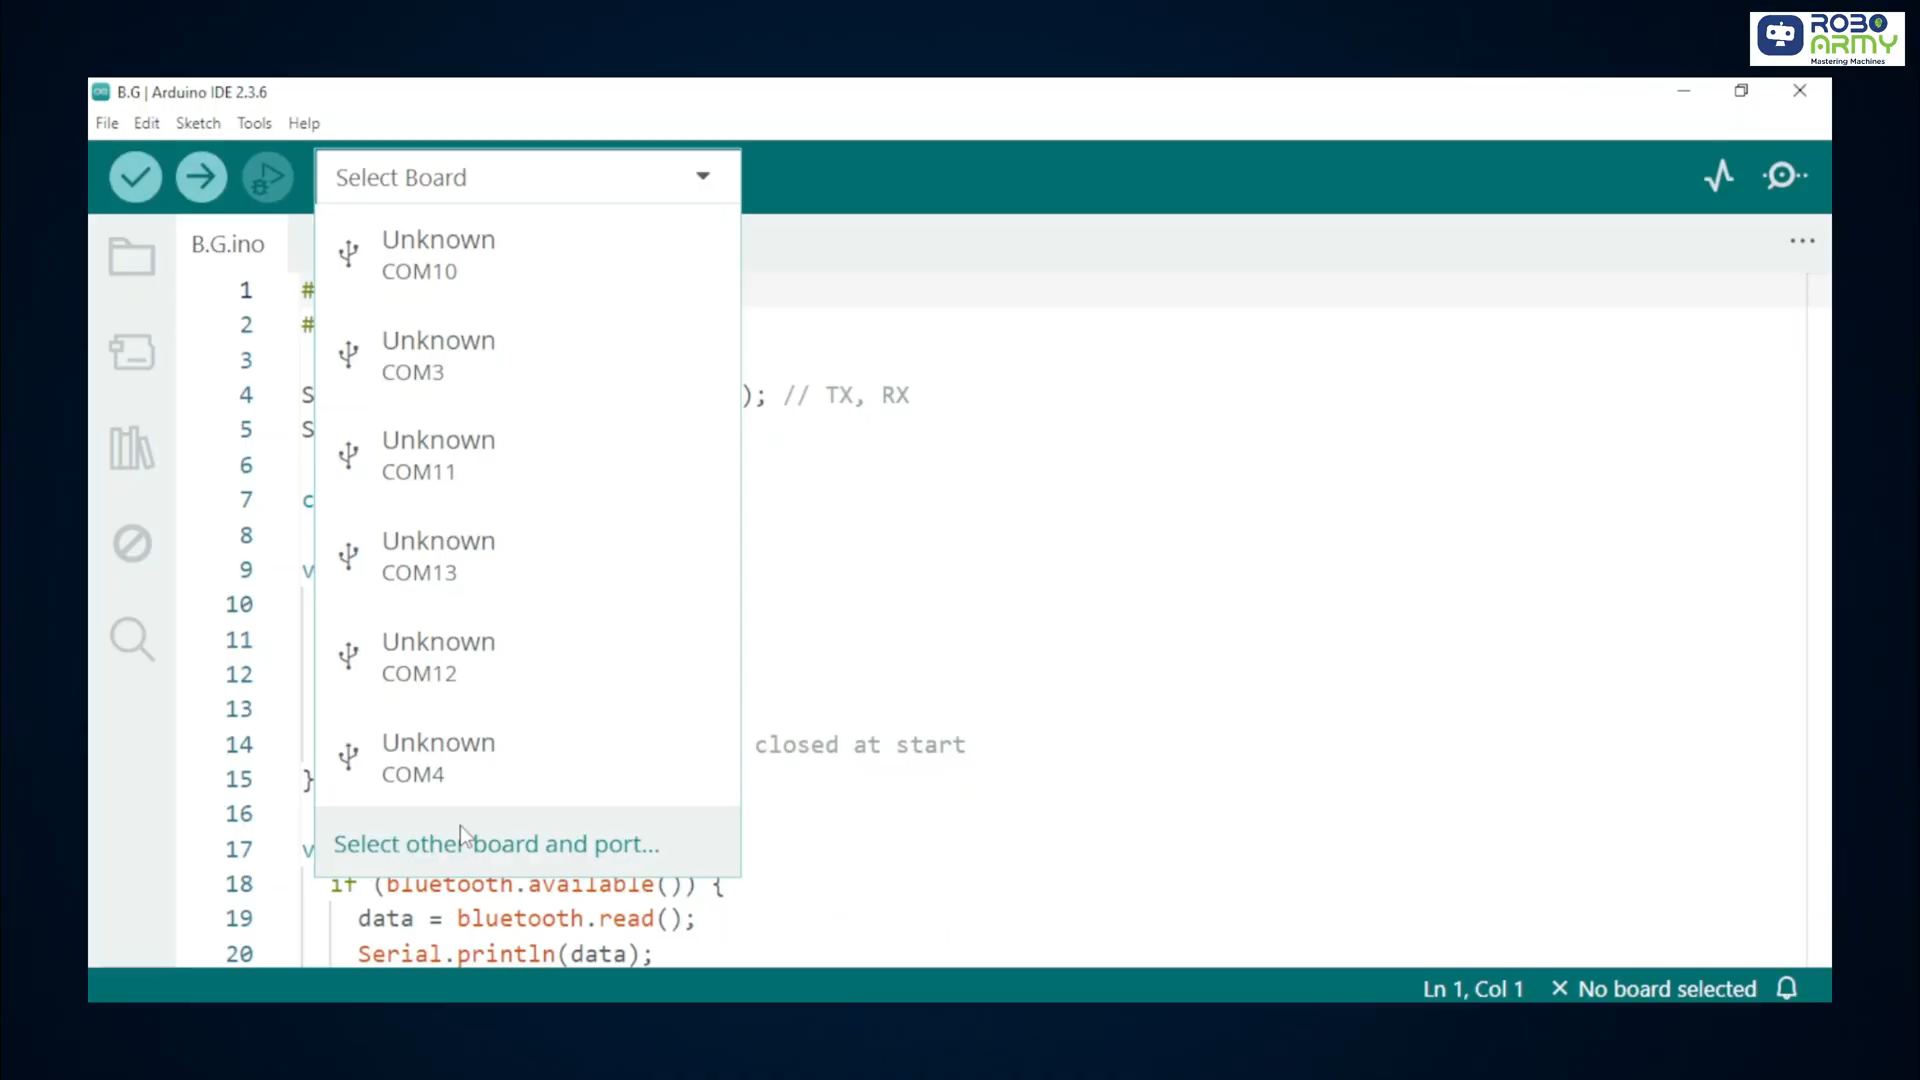 ROBO
ARMY
Mastering Machines
B.G | Arduino IDE 2.3.6
File Edit Sketch Tools Help
Select Board
B.G.ino
Unknown
COM10
Unknown
COM3
Unknown
COM11
Unknown
COM13
Unknown
COM12
Unknown
COM4
Select other board and port...
1 #
2 #
3
4 S ); // TX, RX
5 S
6
7 c
8
9 v
10
11
12
13
14 closed at start
15 }
16
17 v
18 if (bluetooth.available()) {
19 data = bluetooth.read();
20 Serial.println(data);
Ln 1, Col 1 × No board selected